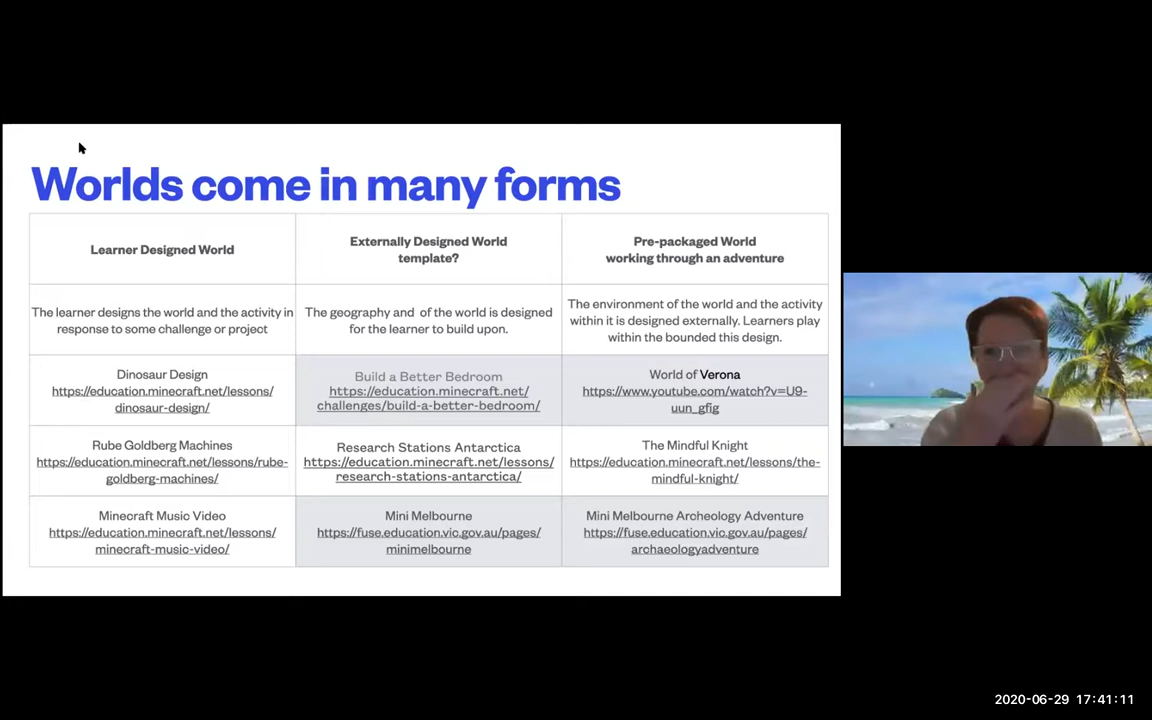 Worlds come in many forms
Learner Designed World
Externally Designed World
template?
Pre-packaged World
working through an adventure
The learner designs the world and the activity in
response to some challenge or project
The geography and of the world is designed
for the learner to build upon.
The environment of the world and the activity
within it is designed externally. Learners play
within the bounded this design.
Dinosaur Design
https://education.minecraft.net/lessons/
dinosaur-design/
Build a Better Bedroom
https://education.minecraft.net/
challenges/build-a-better-bedroom/
World of Verona
https://www.youtube.com/watch?v=U9-
uun_gfig
Rube Goldberg Machines
https://education.minecraft.net/lessons/rube-
goldberg-machines/
Research Stations Antarctica
https://education.minecraft.net/lessons/
research-stations-antarctica/
The Mindful Knight
https://education.minecraft.net/lessons/the-
mindful-knight/
Minecraft Music Video
https://education.minecraft.net/lessons/
minecraft-music-video/
Mini Melbourne
https://fuse.education.vic.gov.au/pages/
minimelbourne
Mini Melbourne Archeology Adventure
https://fuse.education.vic.gov.au/pages/
archaeologyadventure
2020-06-29 17:41:11